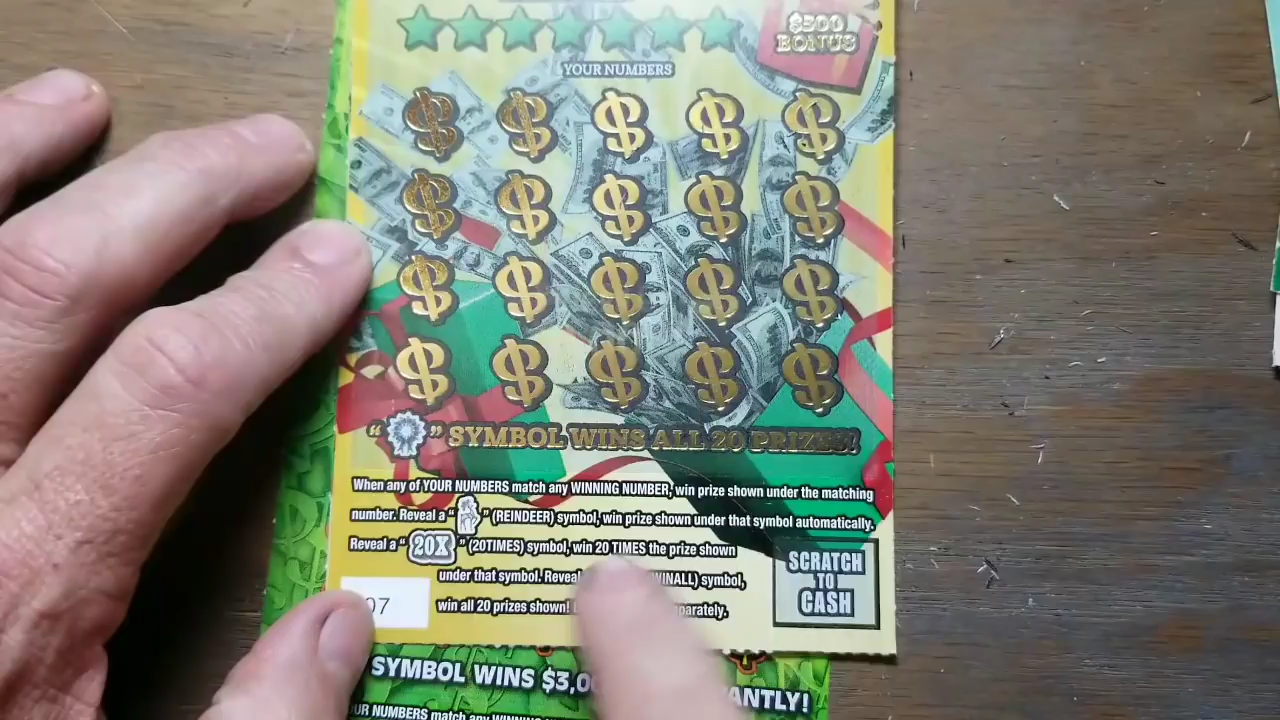 $500
BONUS
YOUR NUMBERS
$ $ $ $ $
$ $ $ $ $
$ $ $ $ $
$ $ $ $ $
" " SYMBOL WINS ALL 20 PRIZES!
When any of YOUR NUMBERS match any WINNING NUMBER, win prize shown under the matching
number. Reveal a " " (REINDEER) symbol, win prize shown under that symbol automatically.
Reveal a " 20X " (20TIMES) symbol, win 20 TIMES the prize shown
under that symbol. Reveal WINALL) symbol,
win all 20 prizes shown!
07
SCRATCH
TO
CASH
SYMBOL WINS $3,0
NUMBERS match any